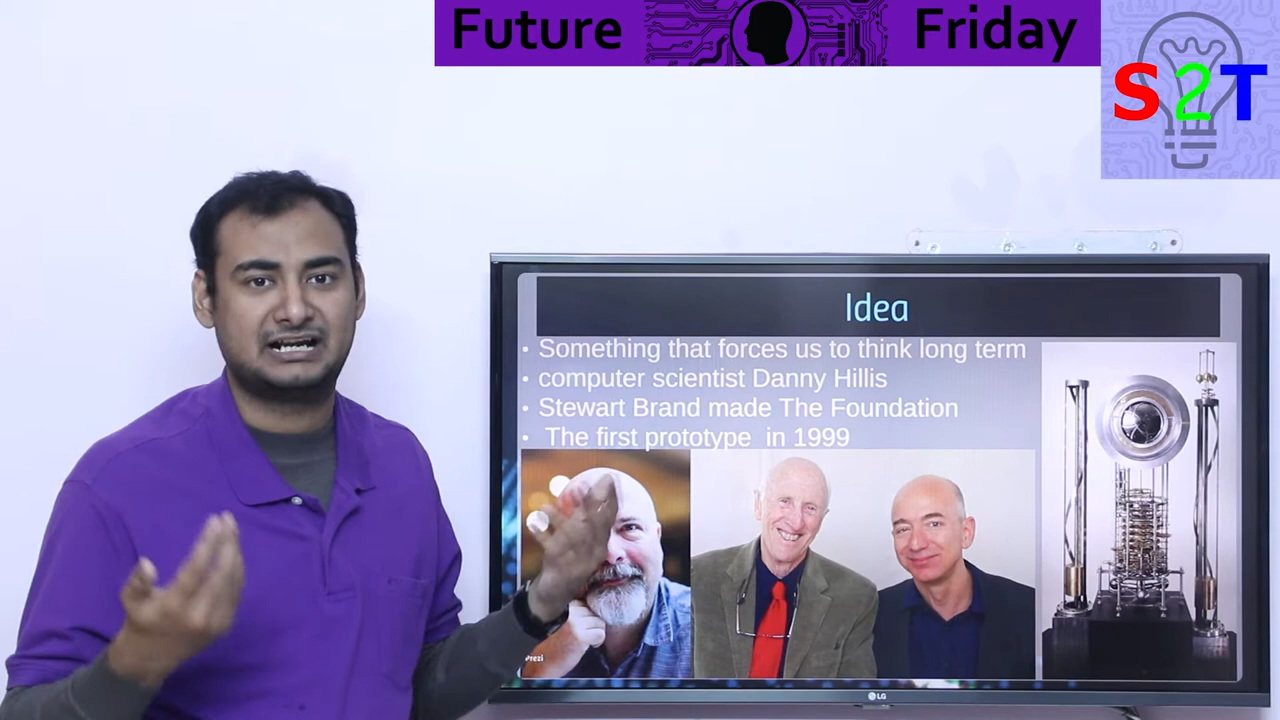 Future Friday
S2T
Idea
• Something that forces us to think long term
• computer scientist Danny Hillis
• Stewart Brand made The Foundation
• The first prototype in 1999
Prezi
LG